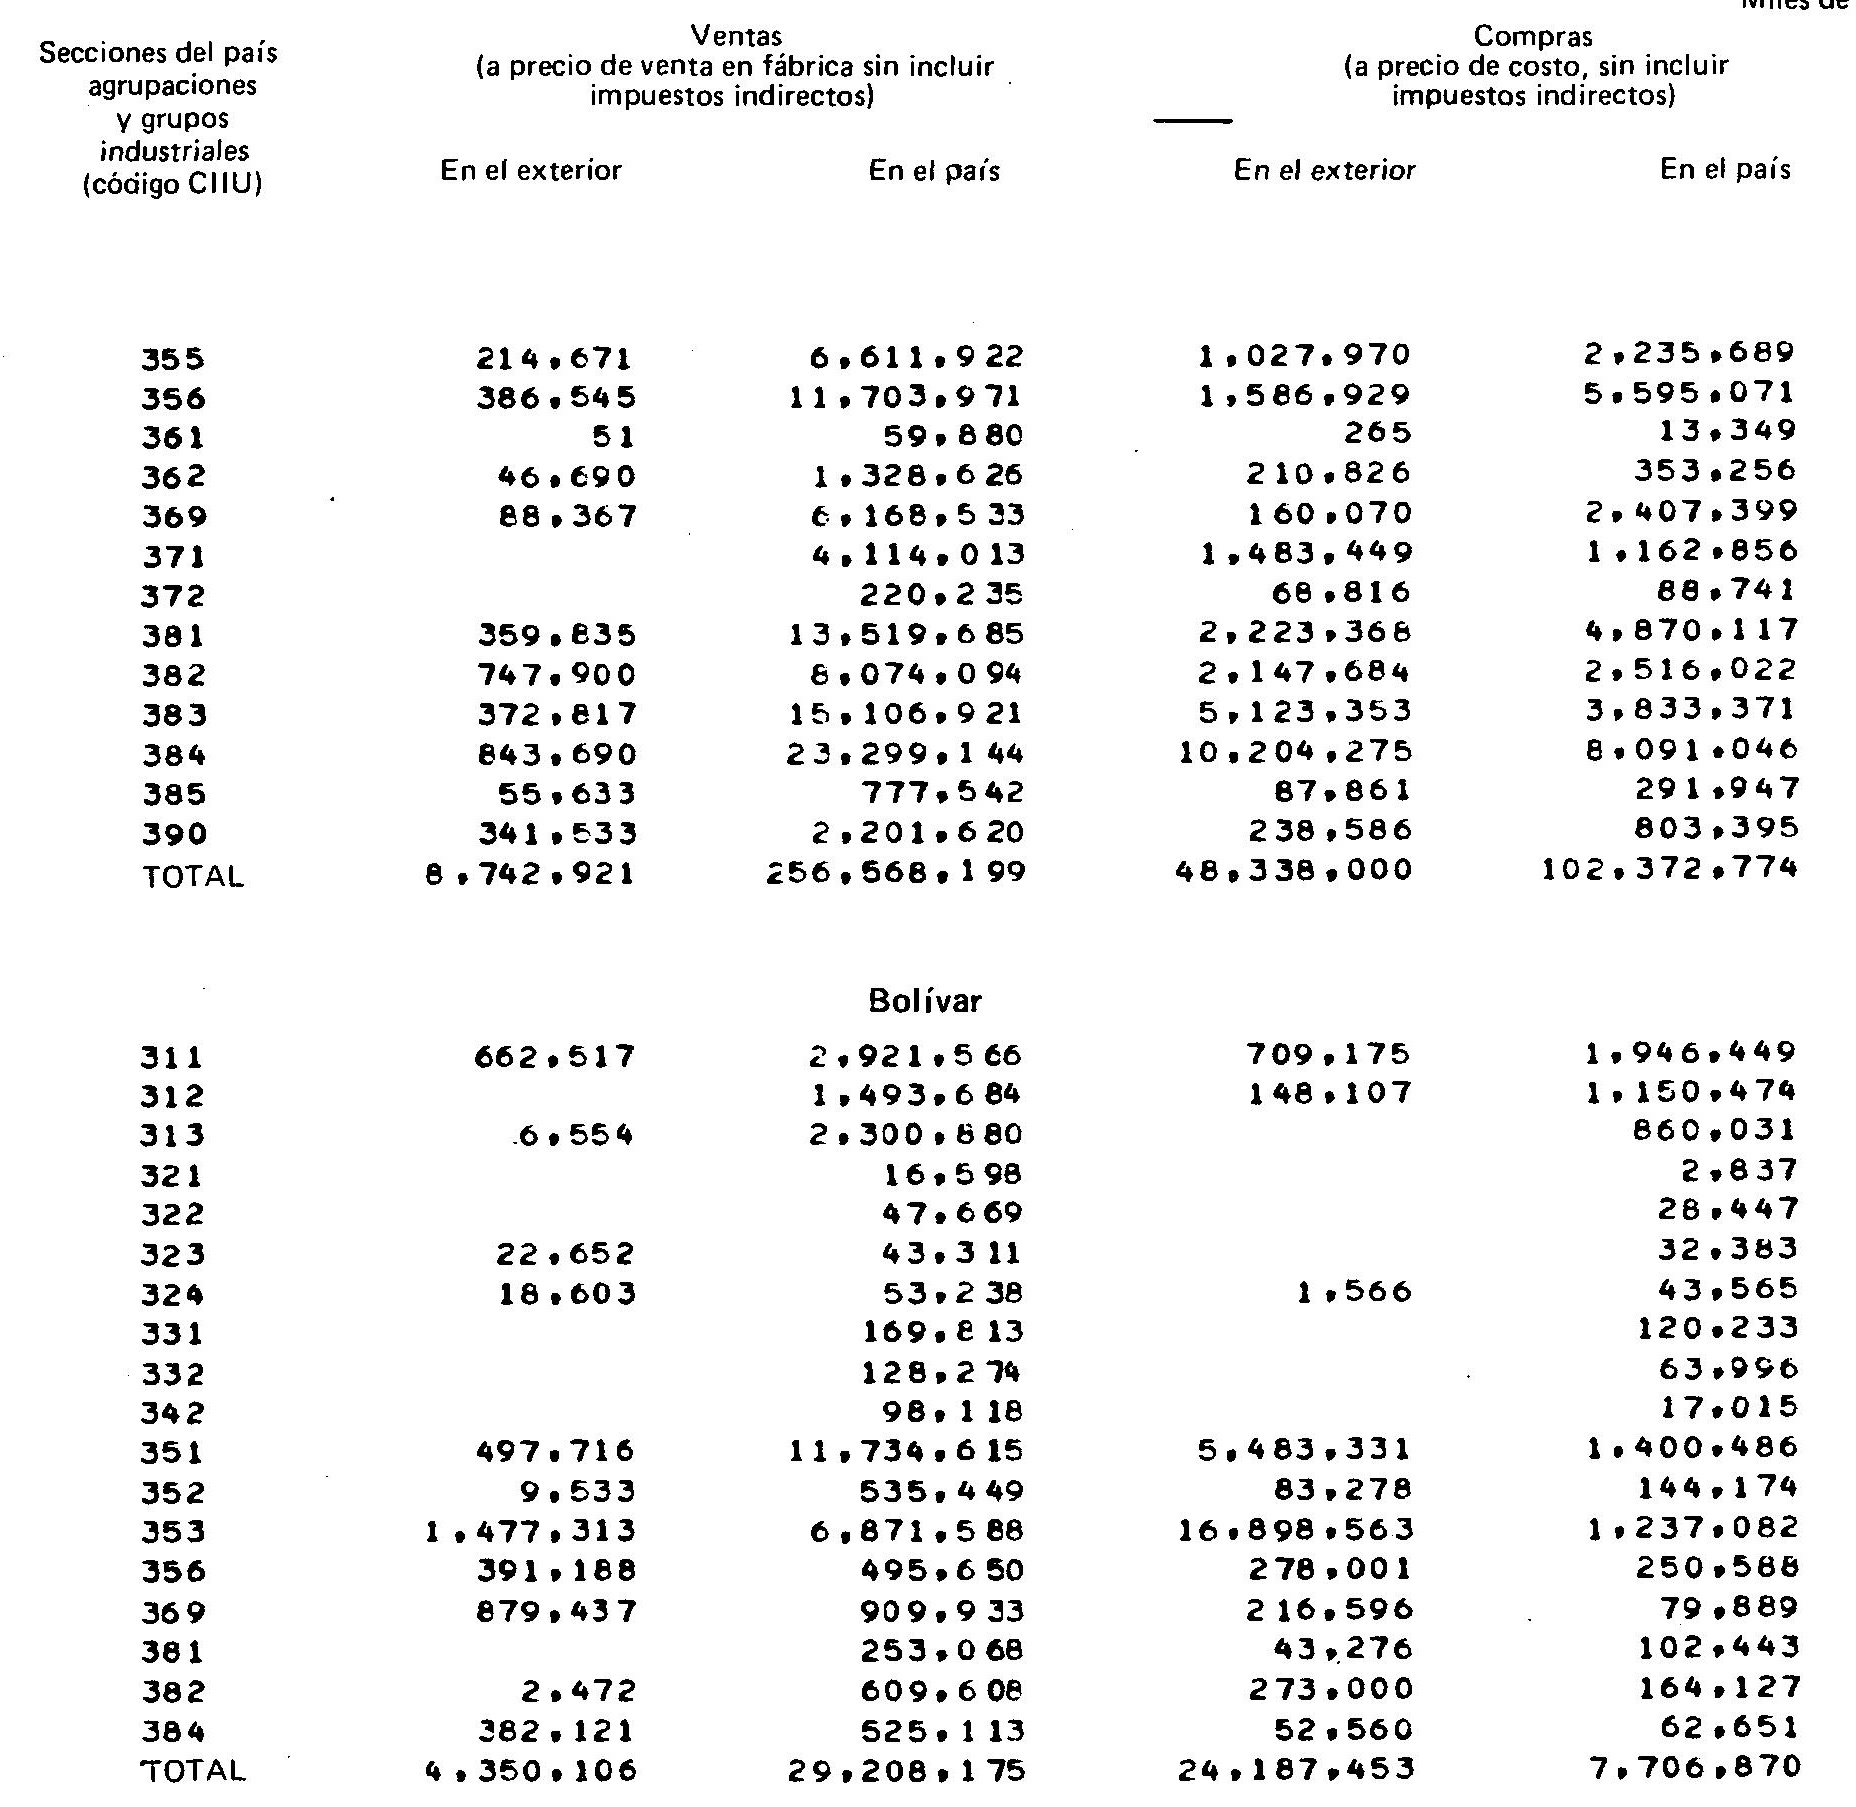 Miles de
Secciones del país
agrupaciones
y grupos
industriales
(código CIIU)
Ventas
(a precio de venta en fábrica sin incluir
impuestos indirectos)
Compras
(a precio de costo, sin incluir
impuestos indirectos)
En el exterior En el país En el exterior En el país
355 214,671 6,611,922 1,027,970 2,235,689
356 386,545 11,703,971 1,586,929 5,595,071
361 51 59,880 265 13,349
362 46,690 1,328,626 210,826 353,256
369 88,367 6,168,533 160,070 2,407,399
371 4,114,013 1,483,449 1,162,856
372 220,235 68,816 88,741
381 359,835 13,519,685 2,223,368 4,870,117
382 747,900 8,074,094 2,147,684 2,516,022
383 372,817 15,106,921 5,123,353 3,833,371
384 843,690 23,299,144 10,204,275 8,091,046
385 55,633 777,542 87,861 291,947
390 341,533 2,201,620 238,586 803,395
TOTAL 8,742,921 256,568,199 48,338,000 102,372,774
Bolívar
311 662,517 2,921,566 709,175 1,946,449
312 1,493,684 148,107 1,150,474
313 6,554 2,300,880 860,031
321 16,598 2,837
322 47,669 28,447
323 22,652 43,311 32,383
324 18,603 53,238 1,566 43,565
331 169,813 120,233
332 128,274 63,996
342 98,118 17,015
351 497,716 11,734,615 5,483,331 1,400,486
352 9,533 535,449 83,278 144,174
353 1,477,313 6,871,588 16,898,563 1,237,082
356 391,188 495,650 278,001 250,588
369 879,437 909,933 216,596 79,889
381 253,068 43,276 102,443
382 2,472 609,608 273,000 164,127
384 382,121 525,113 52,560 62,651
TOTAL 4,350,106 29,208,175 24,187,453 7,706,870